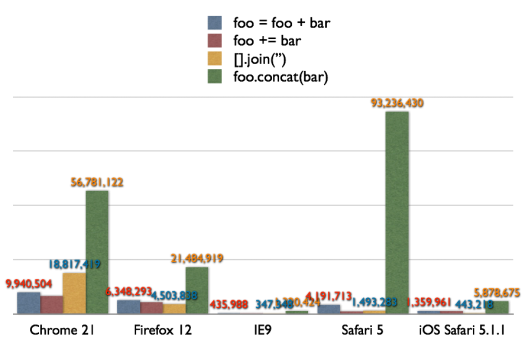 foo = foo + bar
foo += bar
[].join('')
foo.concat(bar)
93,236,430
56,781,122
18,817,419
9,940,504
21,484,919
6,348,293
4,503,838
435,988
347,348
4,191,713
1,493,283
1,359,961
443,218
5,878,675
Chrome 21
Firefox 12
IE9
Safari 5
iOS Safari 5.1.1